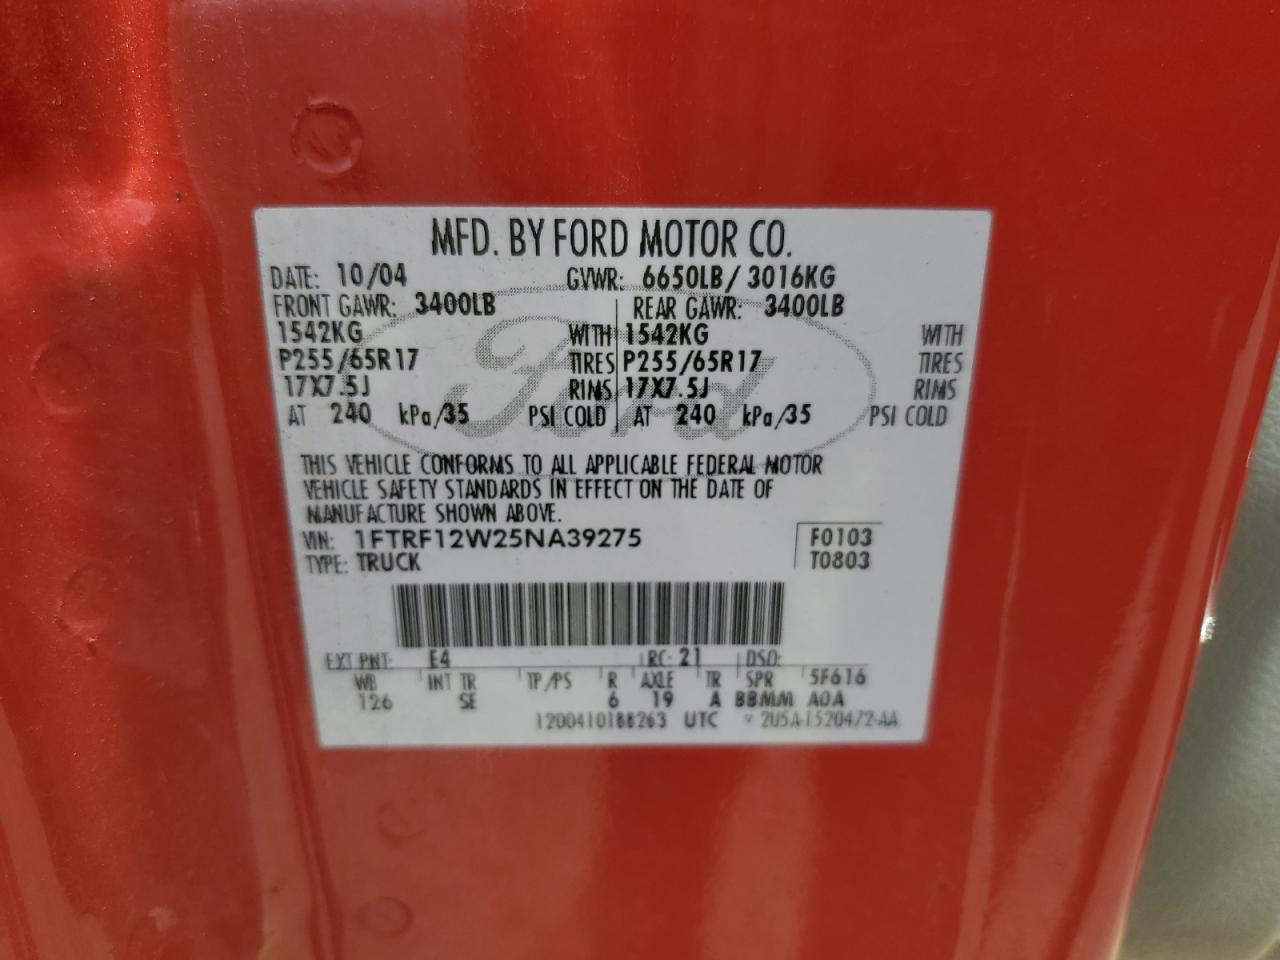 MFD. BY FORD MOTOR CO.
DATE: 10/04 GVWR: 6650LB/ 3016KG
FRONT GAWR: 3400LB REAR GAWR: 3400LB
1542KG WITH 1542KG WITH
P255/65R17 TIRES P255/65R17 TIRES
17X7.5J RIMS 17X7.5J RIMS
AT 240 kPa/35 PSI COLD AT 240 kPa/35 PSI COLD
Ford
THIS VEHICLE CONFORMS TO ALL APPLICABLE FEDERAL MOTOR
VEHICLE SAFETY STANDARDS IN EFFECT ON THE DATE OF
MANUFACTURE SHOWN ABOVE.
VIN: 1FTRF12W25NA39275 F0103
TYPE: TRUCK T0803
EXT PNT: E4 RC: 21 DSO:
WB INT TR TP/PS R AXLE TR SPR 5F616
126 SE 6 19 A BBMM AOA
1200410188263 UTC 2U5A-1520472-AA